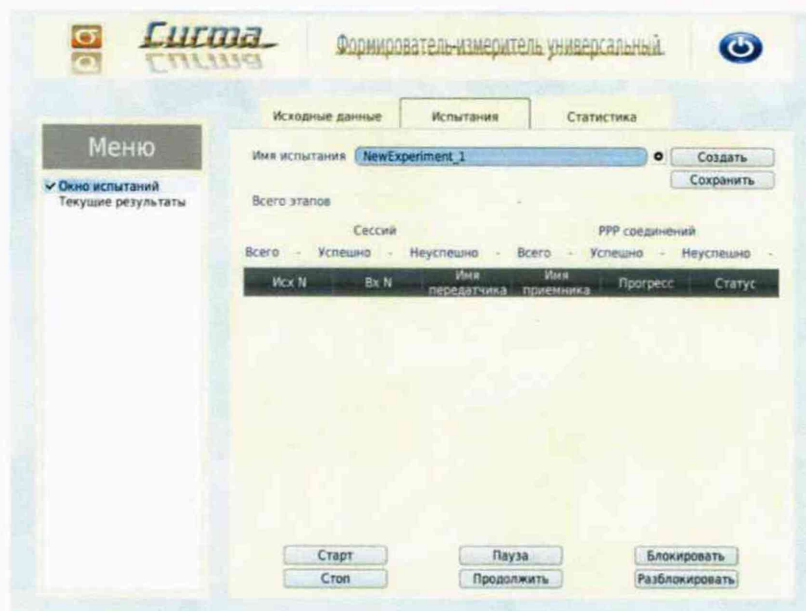 σ Сигма Формирователь-измеритель универсальный
Исходные данные Испытания Статистика
Меню
Имя испытания NewExperiment_1 Создать
Сохранить
✔ Окно испытаний
Текущие результаты
Всего этапов -
Сессий PPP соединений
Всего - Успешно - Неуспешно - Всего - Успешно - Неуспешно -
Исх N Вх N Имя передатчика Имя приемника Прогресс Статус
Старт Пауза Блокировать
Стоп Продолжить Разблокировать